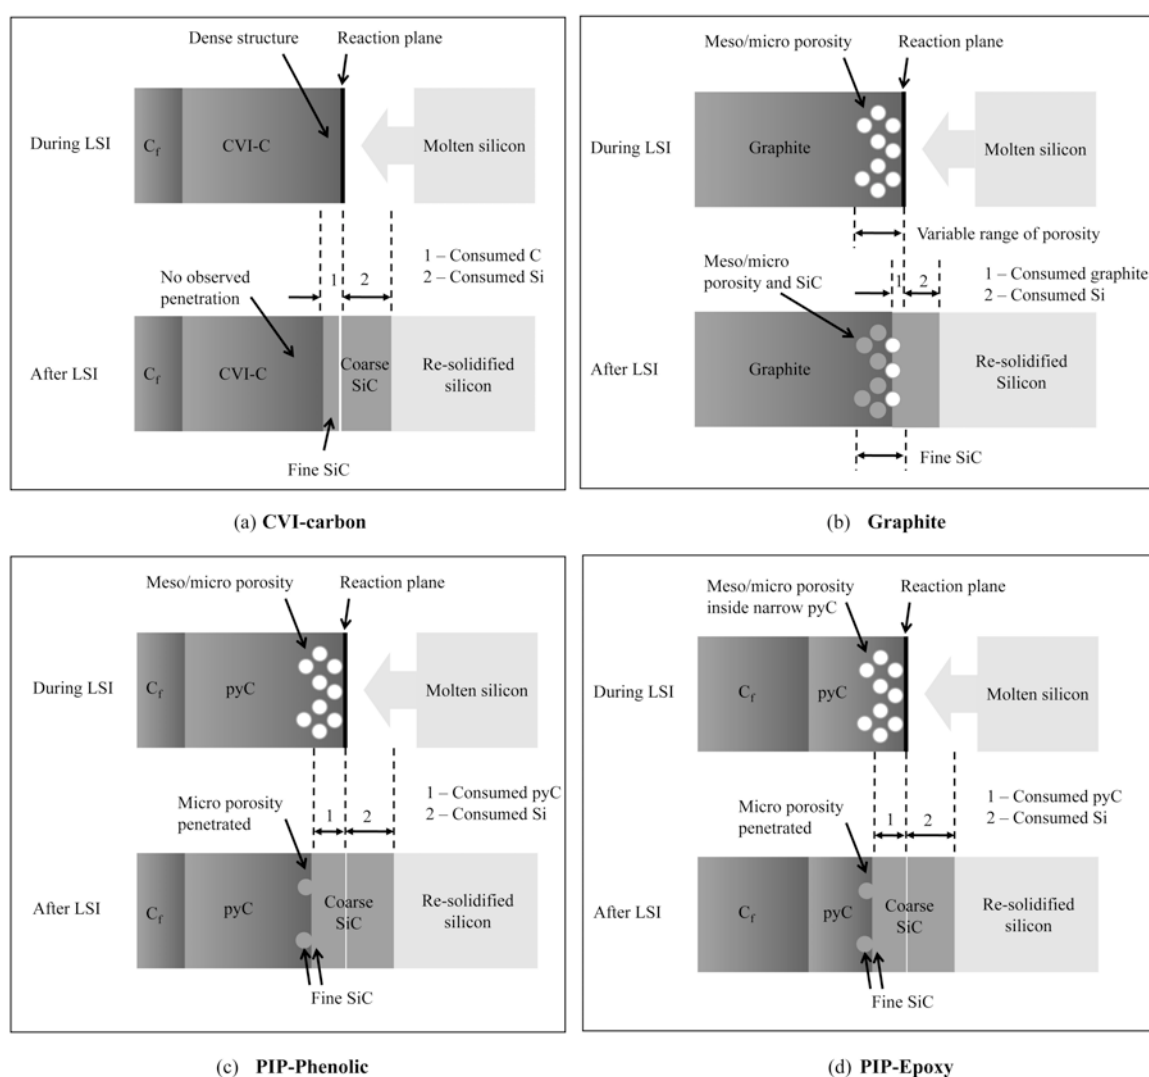 Dense structure
Reaction plane
During LSI
C_f
CVI-C
Molten silicon
1 – Consumed C
2 – Consumed Si
No observed
penetration
1
2
After LSI
C_f
CVI-C
Coarse
SiC
Re-solidified
silicon
Fine SiC
(a) CVI-carbon
Meso/micro porosity
Reaction plane
During LSI
Graphite
Molten silicon
Variable range of porosity
Meso/micro
porosity and SiC
1
2
1 – Consumed graphite
2 – Consumed Si
After LSI
Graphite
Re-solidified
Silicon
Fine SiC
(b) Graphite
Meso/micro porosity
Reaction plane
During LSI
C_f
pyC
Molten silicon
1 – Consumed pyC
2 – Consumed Si
Micro porosity
penetrated
1
2
After LSI
C_f
pyC
Coarse
SiC
Re-solidified
silicon
Fine SiC
(c) PIP-Phenolic
Meso/micro porosity
inside narrow pyC
Reaction plane
During LSI
C_f
pyC
Molten silicon
1 – Consumed pyC
2 – Consumed Si
Micro porosity
penetrated
1
2
After LSI
C_f
pyC
Coarse
SiC
Re-solidified
silicon
Fine SiC
(d) PIP-Epoxy